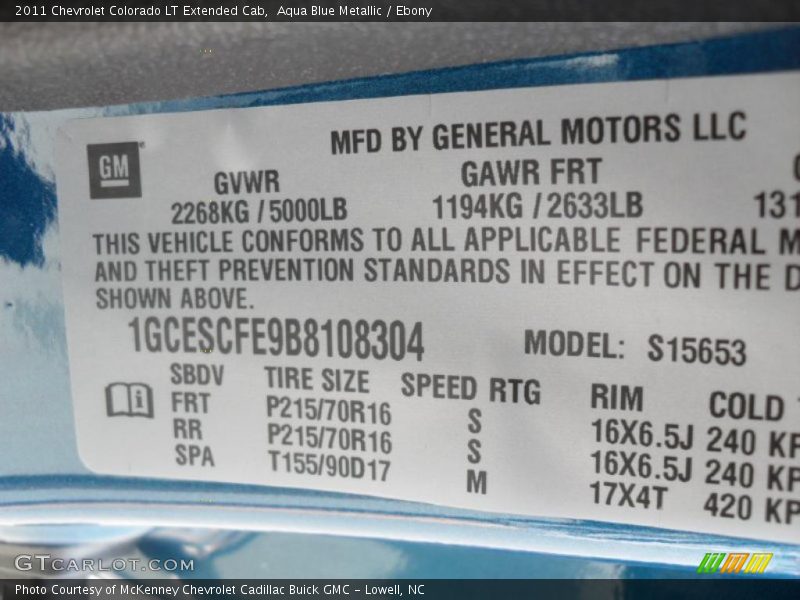 2011 Chevrolet Colorado LT Extended Cab, Aqua Blue Metallic / Ebony
MFD BY GENERAL MOTORS LLC
GM
GVWR GAWR FRT
2268KG / 5000LB 1194KG / 2633LB 131
THIS VEHICLE CONFORMS TO ALL APPLICABLE FEDERAL M
AND THEFT PREVENTION STANDARDS IN EFFECT ON THE D
SHOWN ABOVE.
1GCESCFE9B8108304 MODEL: S15653
SBDV TIRE SIZE SPEED RTG RIM COLD
FRT P215/70R16 S 16X6.5J 240 KP
RR P215/70R16 S 16X6.5J 240 KP
SPA T155/90D17 M 17X4T 420 KP
GTCARLOT.COM
Photo Courtesy of McKenney Chevrolet Cadillac Buick GMC - Lowell, NC